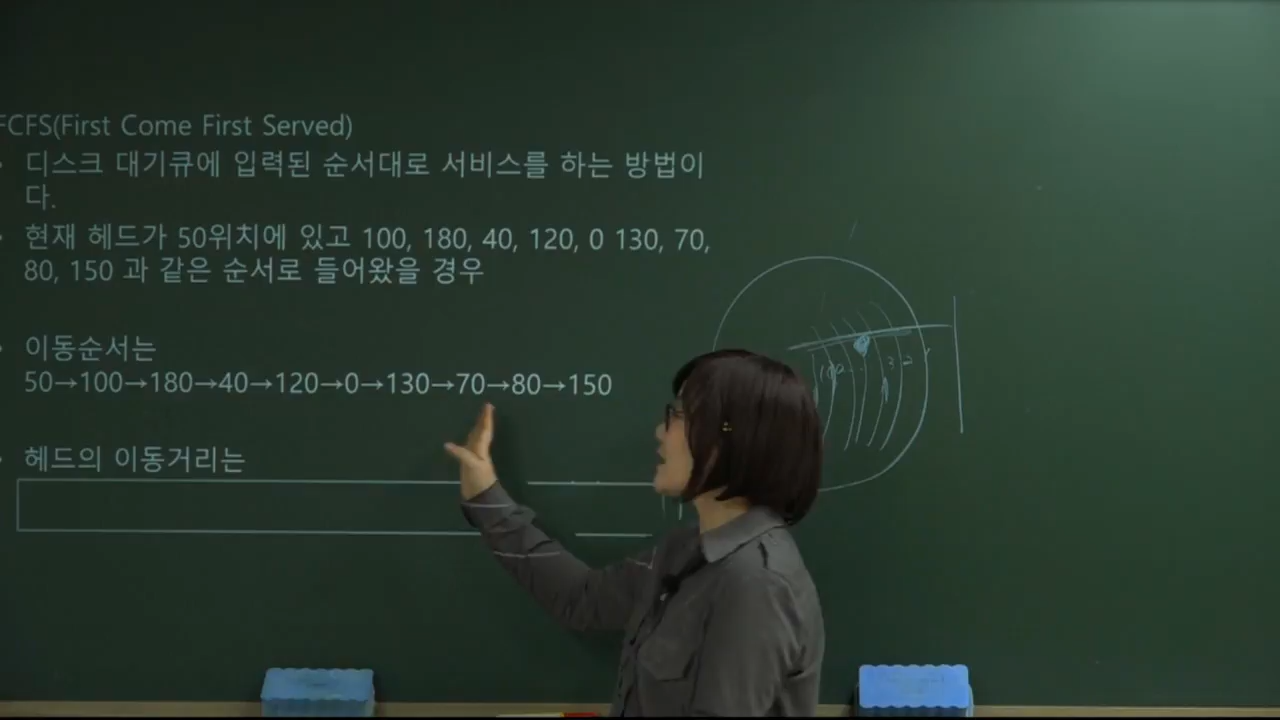 FCFS(First Come First Served)
• 디스크 대기큐에 입력된 순서대로 서비스를 하는 방법이
다.
• 현재 헤드가 50위치에 있고 100, 180, 40, 120, 0 130, 70,
80, 150 과 같은 순서로 들어왔을 경우
• 이동순서는
50→100→180→40→120→0→130→70→80→150
• 헤드의 이동거리는